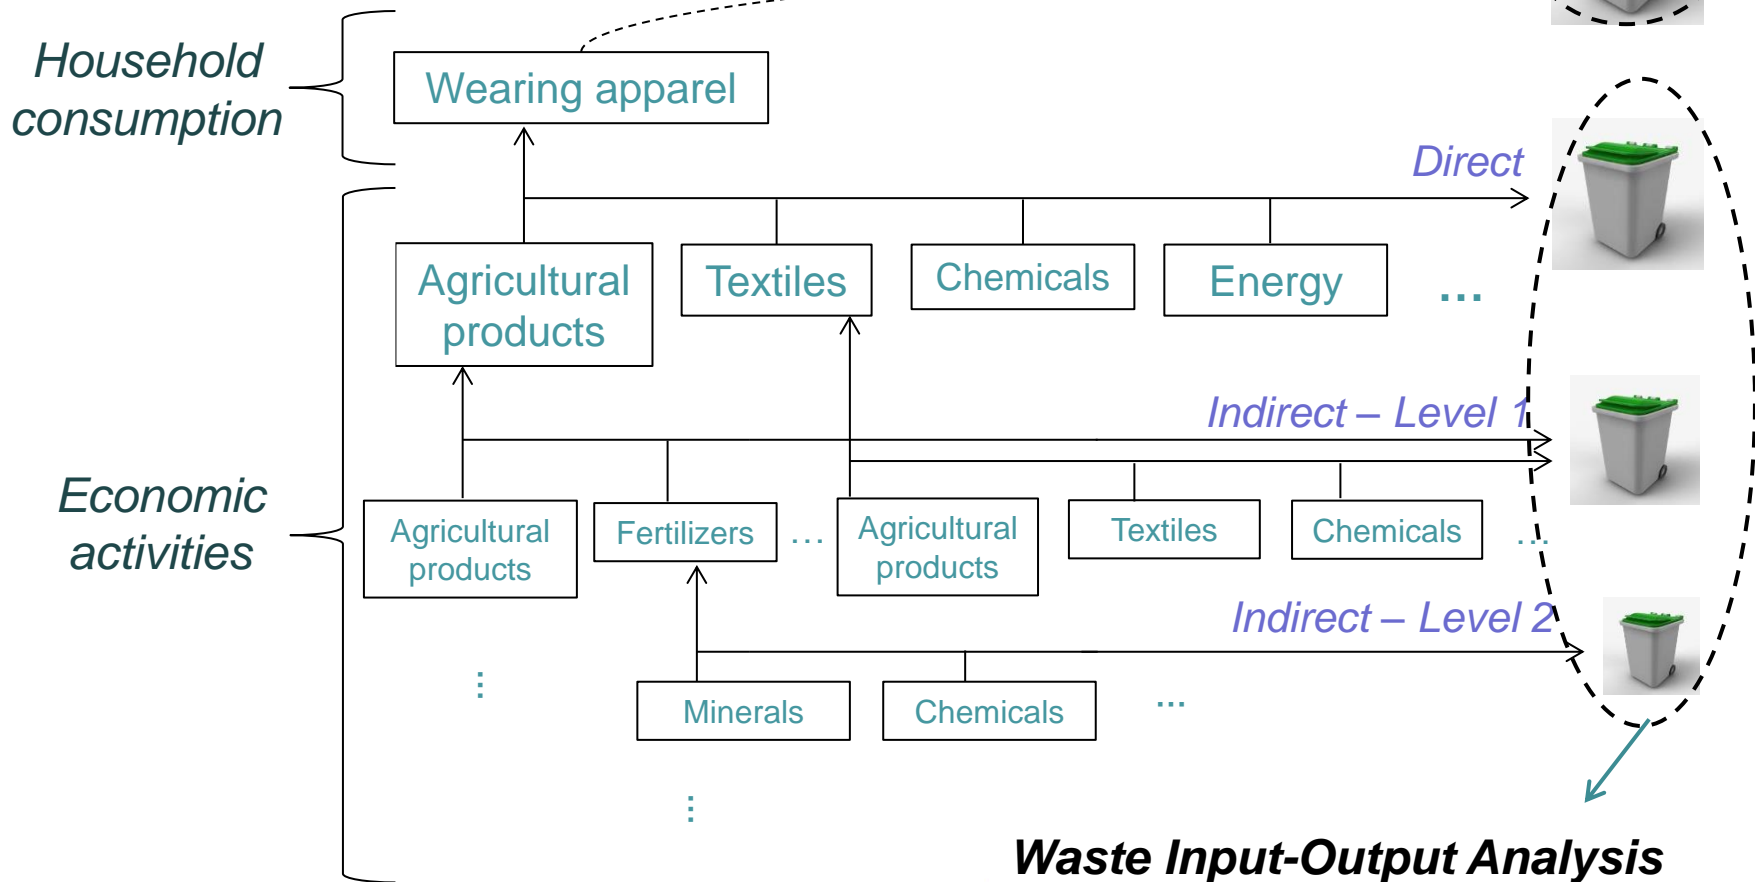 Household
consumption
Wearing apparel
Direct
Agricultural
products
Textiles
Chemicals
Energy
...
Indirect – Level 1
Economic
activities
Agricultural
products
Fertilizers
...
Agricultural
products
Textiles
Chemicals
...
Indirect – Level 2
...
Minerals
Chemicals
...
...
Waste Input-Output Analysis